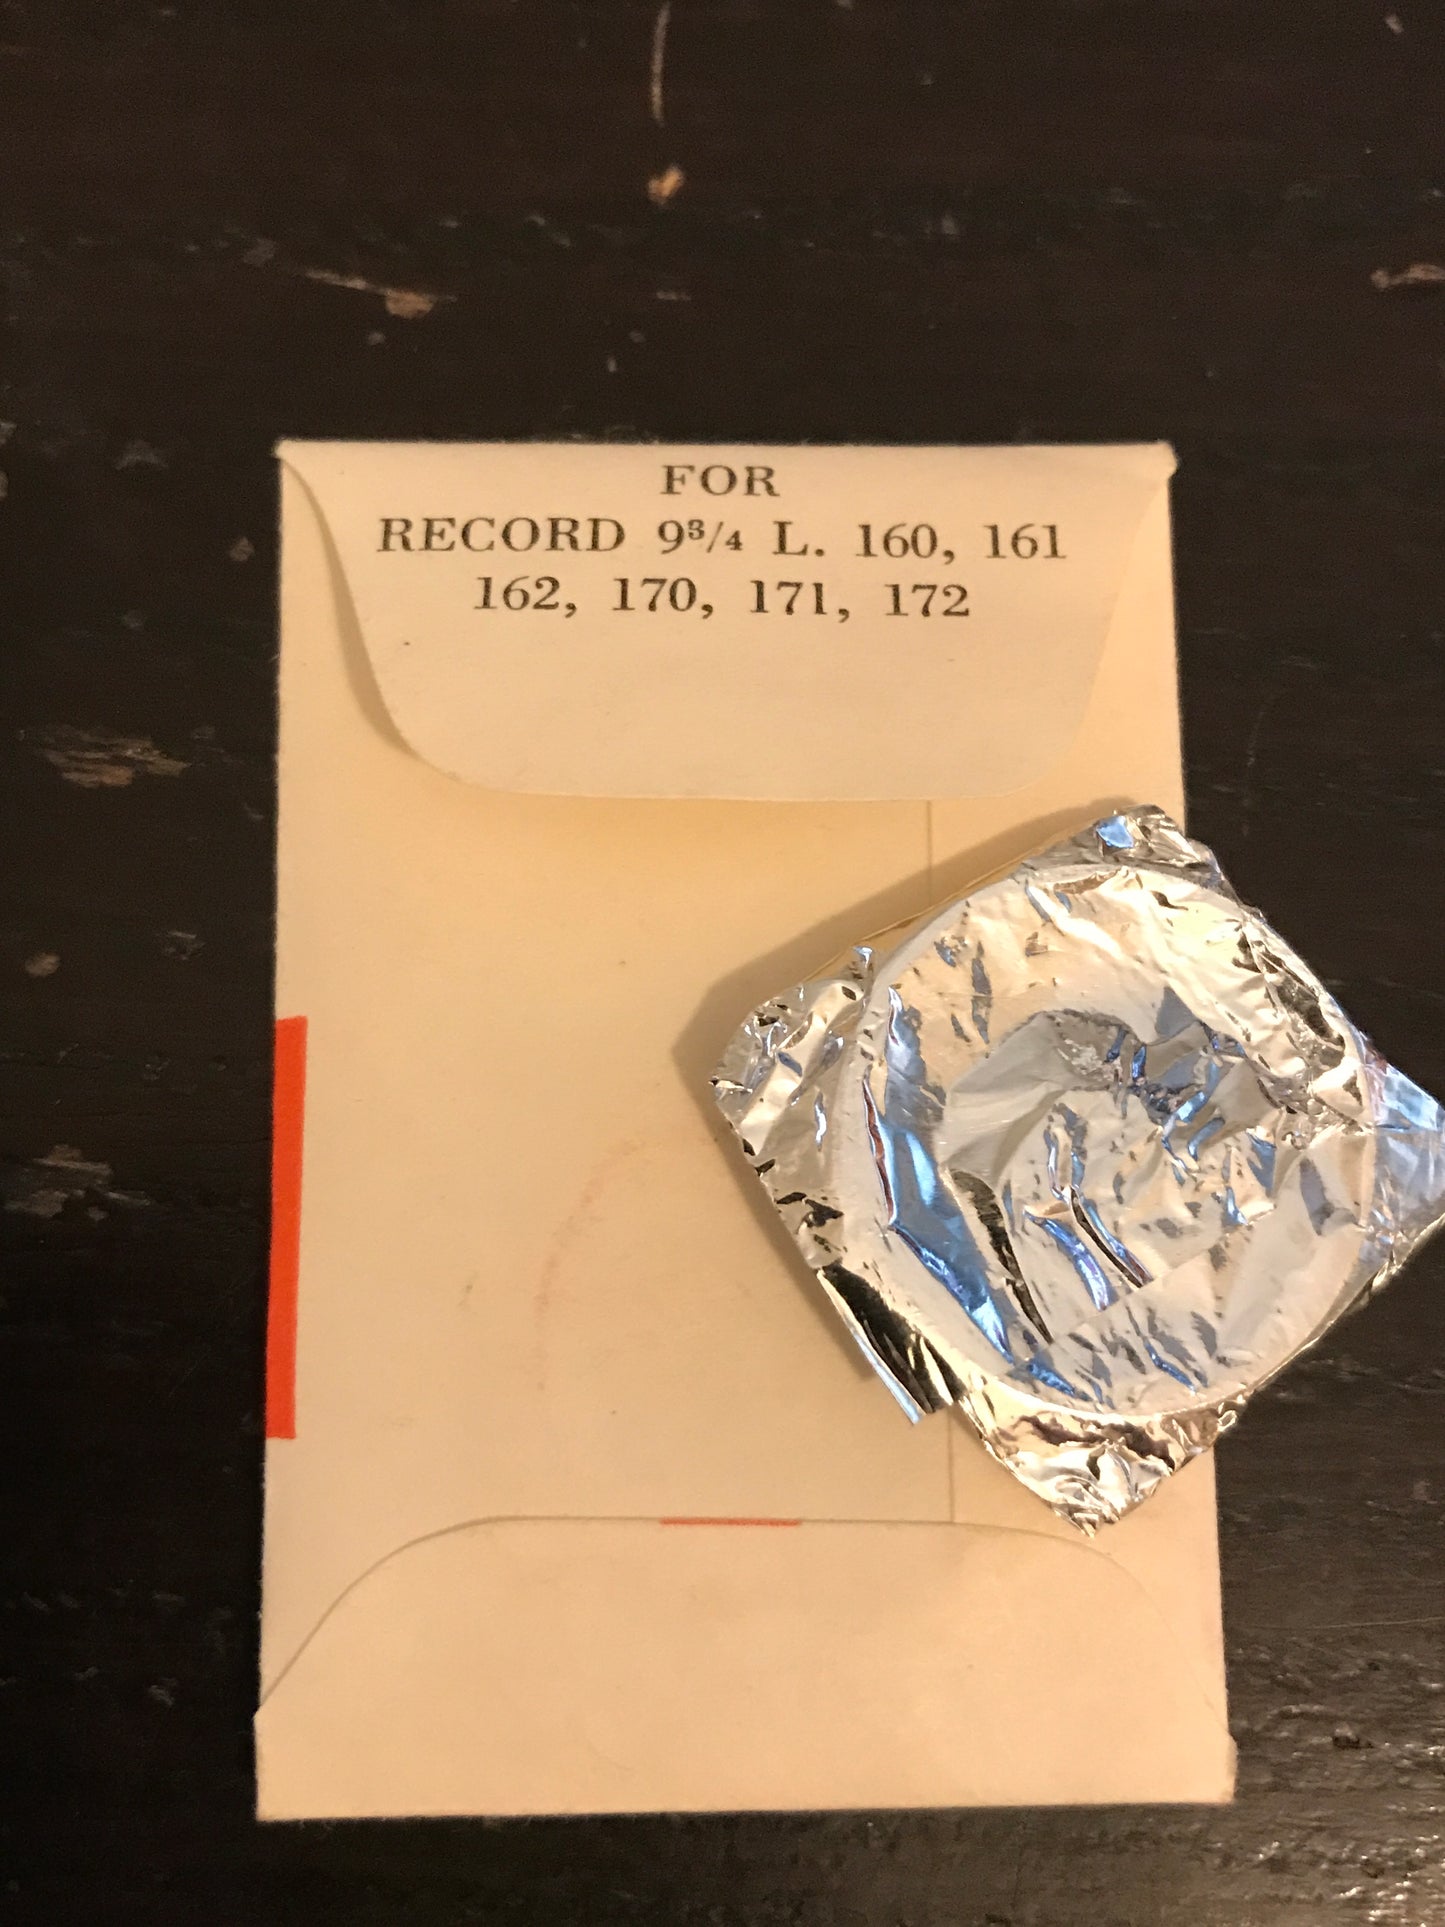 FOR
RECORD 9³/₄ L. 160, 161
162, 170, 171, 172